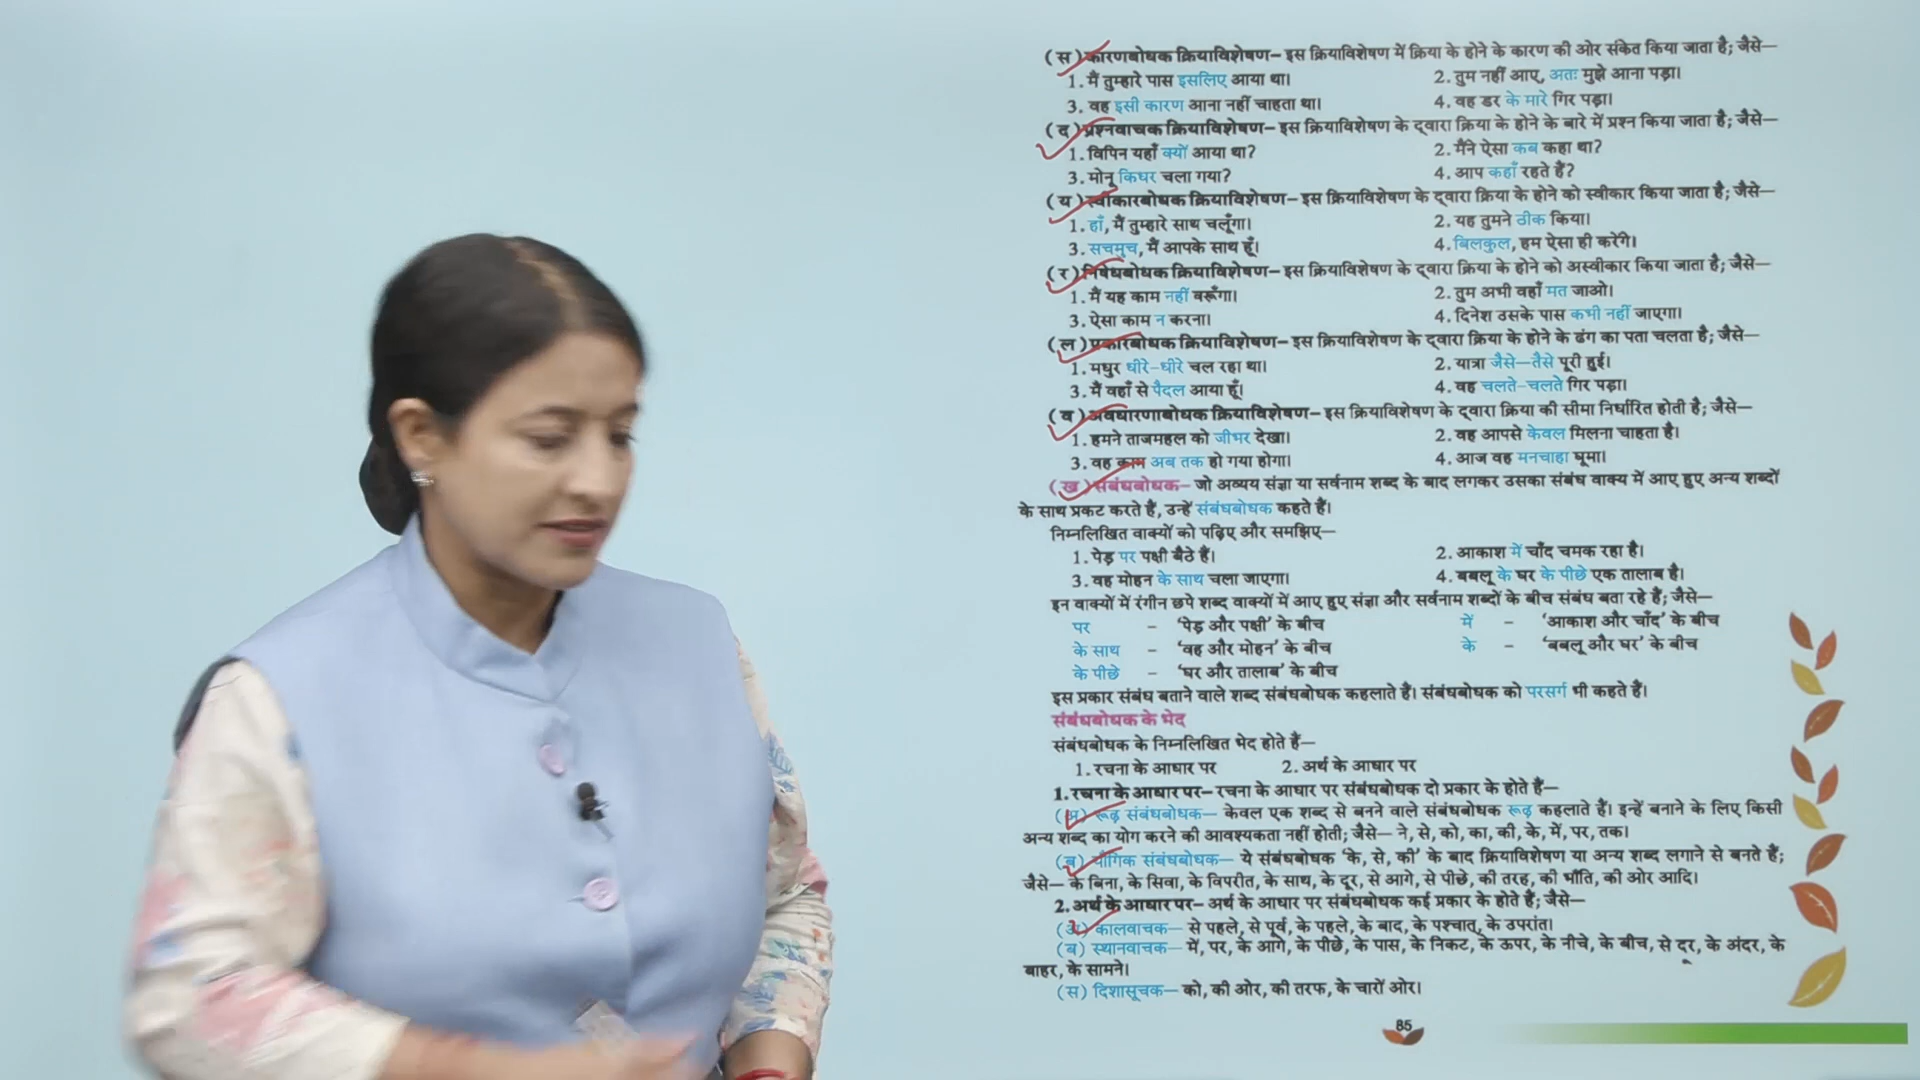 (स) कारणबोधक क्रियाविशेषण– इस क्रियाविशेषण में क्रिया के होने के कारण की ओर संकेत किया जाता है; जैसे—
1. मैं तुम्हारे पास इसलिए आया था। 2. तुम नहीं आए, अतः मुझे आना पड़ा।
3. वह इसी कारण आना नहीं चाहता था। 4. वह डर के मारे गिर पड़ा।
(द) प्रश्नवाचक क्रियाविशेषण– इस क्रियाविशेषण के द्वारा क्रिया के होने के बारे में प्रश्न किया जाता है; जैसे—
1. विपिन यहाँ क्यों आया था? 2. मैंने ऐसा कब कहा था?
3. मोनू किधर चला गया? 4. आप कहाँ रहते हैं?
(य) स्वीकारबोधक क्रियाविशेषण– इस क्रियाविशेषण के द्वारा क्रिया के होने को स्वीकार किया जाता है; जैसे—
1. हाँ, मैं तुम्हारे साथ चलूँगा। 2. यह तुमने ठीक किया।
3. सचमुच, मैं आपके साथ हूँ। 4. बिलकुल, हम ऐसा ही करेंगे।
(र) निषेधबोधक क्रियाविशेषण– इस क्रियाविशेषण के द्वारा क्रिया के होने को अस्वीकार किया जाता है; जैसे—
1. मैं यह काम नहीं करूँगा। 2. तुम अभी वहाँ मत जाओ।
3. ऐसा काम न करना। 4. दिनेश उसके पास कभी नहीं जाएगा।
(ल) प्रकारबोधक क्रियाविशेषण– इस क्रियाविशेषण के द्वारा क्रिया के होने के ढंग का पता चलता है; जैसे—
1. मधुर धीरे-धीरे चल रहा था। 2. यात्रा जैसे–तैसे पूरी हुई।
3. मैं वहाँ से पैदल आया हूँ। 4. वह चलते-चलते गिर पड़ा।
(व) अवधारणाबोधक क्रियाविशेषण– इस क्रियाविशेषण के द्वारा क्रिया की सीमा निर्धारित होती है; जैसे—
1. हमने ताजमहल को जीभर देखा। 2. वह आपसे केवल मिलना चाहता है।
3. वह काम अब तक हो गया होगा। 4. आज वह मनचाहा घूमा।
(ख) संबंधबोधक– जो अव्यय संज्ञा या सर्वनाम शब्द के बाद लगकर उसका संबंध वाक्य में आए हुए अन्य शब्दों
के साथ प्रकट करते हैं, उन्हें संबंधबोधक कहते हैं।
निम्नलिखित वाक्यों को पढ़िए और समझिए—
1. पेड़ पर पक्षी बैठे हैं। 2. आकाश में चाँद चमक रहा है।
3. वह मोहन के साथ चला जाएगा। 4. बबलू के घर के पीछे एक तालाब है।
इन वाक्यों में रंगीन छपे शब्द वाक्यों में आए हुए संज्ञा और सर्वनाम शब्दों के बीच संबंध बता रहे हैं; जैसे—
पर – ‘पेड़ और पक्षी’ के बीच में – ‘आकाश और चाँद’ के बीच
के साथ – ‘वह और मोहन’ के बीच के – ‘बबलू और घर’ के बीच
के पीछे – ‘घर और तालाब’ के बीच
इस प्रकार संबंध बताने वाले शब्द संबंधबोधक कहलाते हैं। संबंधबोधक को परसर्ग भी कहते हैं।
संबंधबोधक के भेद
संबंधबोधक के निम्नलिखित भेद होते हैं—
1. रचना के आधार पर 2. अर्थ के आधार पर
1. रचना के आधार पर– रचना के आधार पर संबंधबोधक दो प्रकार के होते हैं—
(अ) रूढ़ संबंधबोधक— केवल एक शब्द से बनने वाले संबंधबोधक रूढ़ कहलाते हैं। इन्हें बनाने के लिए किसी
अन्य शब्द का योग करने की आवश्यकता नहीं होती; जैसे— ने, से, को, का, की, के, में, पर, तक।
(ब) यौगिक संबंधबोधक— ये संबंधबोधक ‘के, से, की’ के बाद क्रियाविशेषण या अन्य शब्द लगाने से बनते हैं;
जैसे— के बिना, के सिवा, के विपरीत, के साथ, के दूर, से आगे, से पीछे, की तरह, की भाँति, की ओर आदि।
2. अर्थ के आधार पर– अर्थ के आधार पर संबंधबोधक कई प्रकार के होते हैं; जैसे—
(अ) कालवाचक— से पहले, से पूर्व, के पहले, के बाद, के पश्चात्, के उपरांत।
(ब) स्थानवाचक— में, पर, के आगे, के पीछे, के पास, के निकट, के ऊपर, के नीचे, के बीच, से दूर, के अंदर, के
बाहर, के सामने।
(स) दिशासूचक— को, की ओर, की तरफ, के चारों ओर।
85